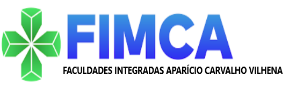 FIMCA
FACULDADES INTEGRADAS APARÍCIO CARVALHO VILHENA